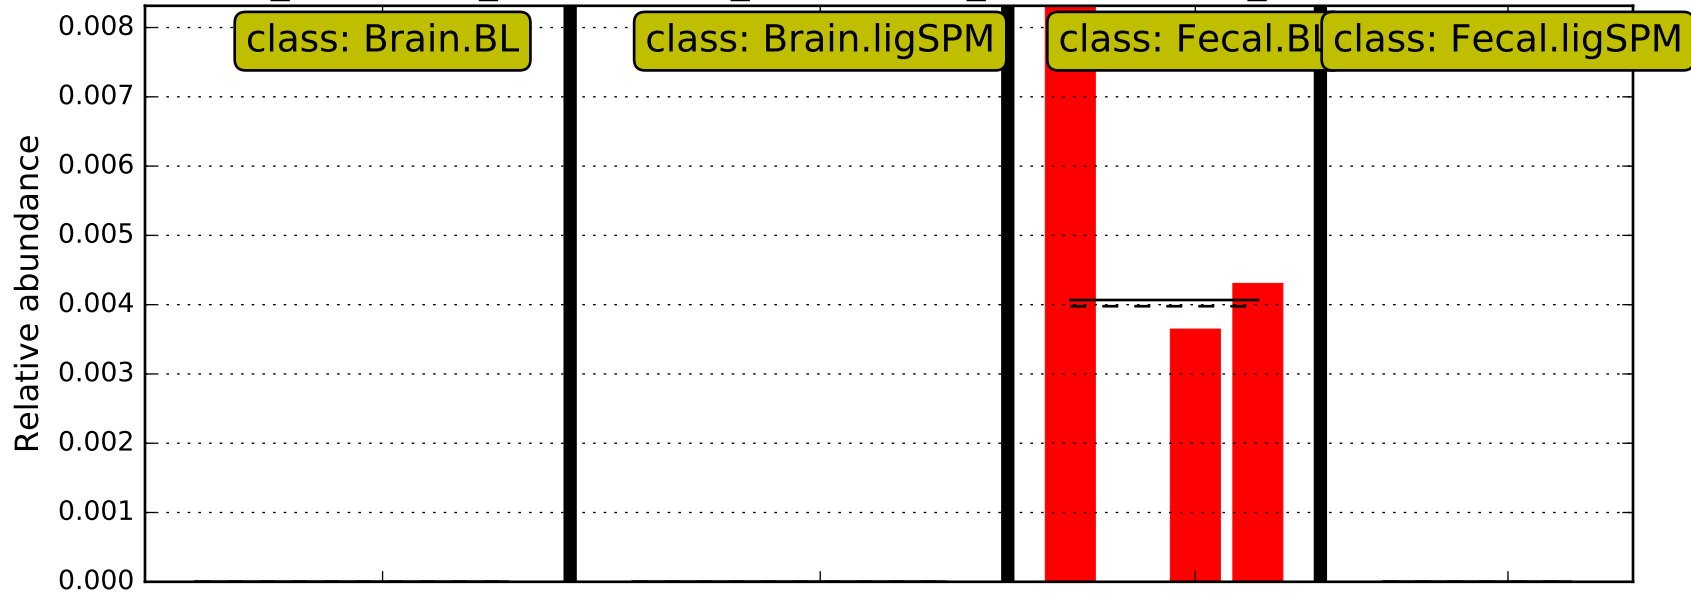 0.008
0.007
0.006
0.005
0.004
0.003
0.002
0.001
0.000
Relative abundance
class: Brain.BL
class: Brain.ligSPM
class: Fecal.BL
class: Fecal.ligSPM